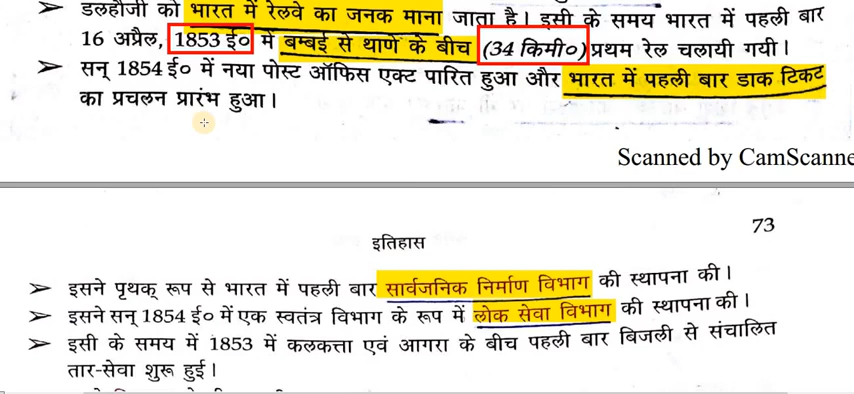 ➢ डलहौजी को भारत में रेलवे का जनक माना जाता है। इसी के समय भारत में पहली बार
16 अप्रैल, 1853 ई० में बम्बई से थाणे के बीच (34 किमी०) प्रथम रेल चलायी गयी।
➢ सन् 1854 ई० में नया पोस्ट ऑफिस एक्ट पारित हुआ और भारत में पहली बार डाक टिकट
का प्रचलन प्रारंभ हुआ।
Scanned by CamScanne
73
इतिहास
➢ इसने पृथक् रूप से भारत में पहली बार सार्वजनिक निर्माण विभाग की स्थापना की।
➢ इसने सन् 1854 ई० में एक स्वतंत्र विभाग के रूप में लोक सेवा विभाग की स्थापना की।
➢ इसी के समय में 1853 में कलकत्ता एवं आगरा के बीच पहली बार बिजली से संचालित
तार-सेवा शुरू हुई।